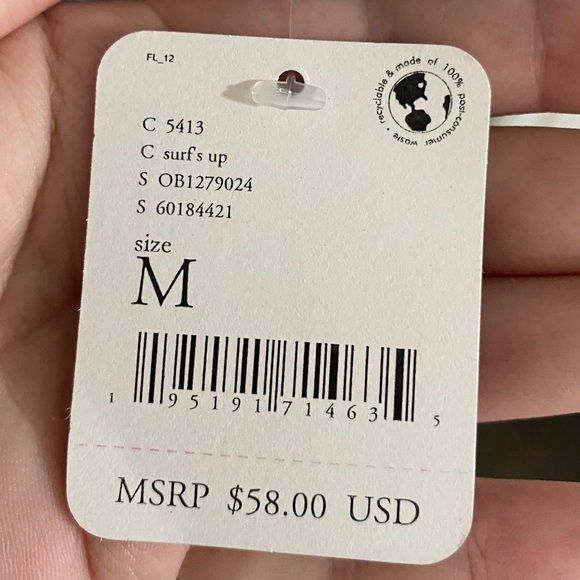 FL_12
• recyclable & made of 100% post-consumer waste
C 5413
C surf's up
S OB1279024
S 60184421
size
M
1 95191 71463 5
MSRP $58.00 USD